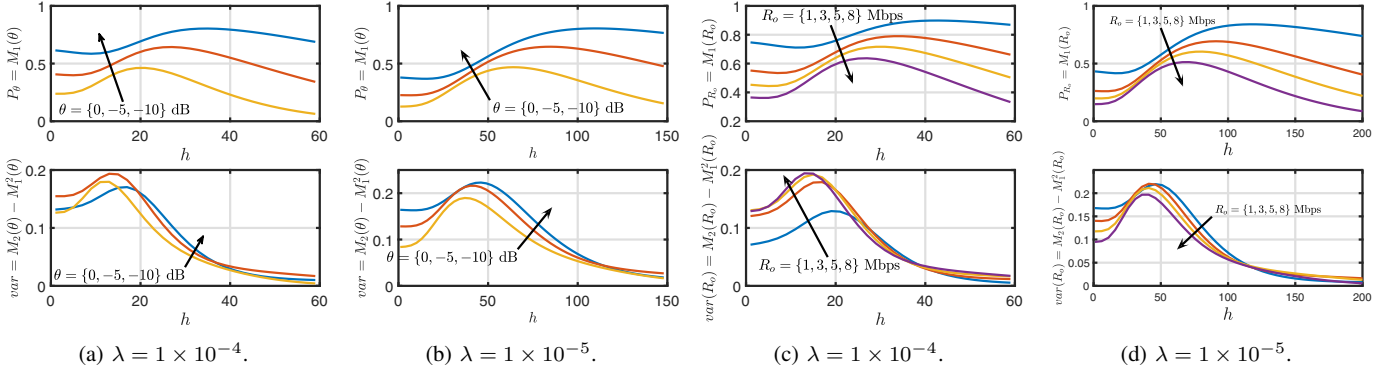 P_θ = M_1(θ)
1
0.5
0
0 20 40 60
h
θ = {0, −5, −10} dB
var = M_2(θ) − M_1^2(θ)
0.2
0.1
0
0 20 40 60
h
θ = {0, −5, −10} dB
(a) λ = 1 × 10^{−4}.
P_θ = M_1(θ)
1
0.5
0
0 50 100 150
h
θ = {0, −5, −10} dB
var = M_2(θ) − M_1^2(θ)
0.2
0.1
0
0 50 100 150
h
θ = {0, −5, −10} dB
(b) λ = 1 × 10^{−5}.
P_{R_o} = M_1(R_o)
1
0.8
0.6
0.4
0.2
0 20 40 60
h
R_o = {1, 3, 5, 8} Mbps
var(R_o) = M_2(R_o) − M_1^2(R_o)
0.2
0.1
0
0 20 40 60
h
R_o = {1, 3, 5, 8} Mbps
(c) λ = 1 × 10^{−4}.
P_{R_o} = M_1(R_o)
1
0.5
0
0 50 100 150 200
h
R_o = {1, 3, 5, 8} Mbps
var(R_o) = M_2(R_o) − M_1^2(R_o)
0.2
0.15
0.1
0.05
0
0 50 100 150 200
h
R_o = {1, 3, 5, 8} Mbps
(d) λ = 1 × 10^{−5}.